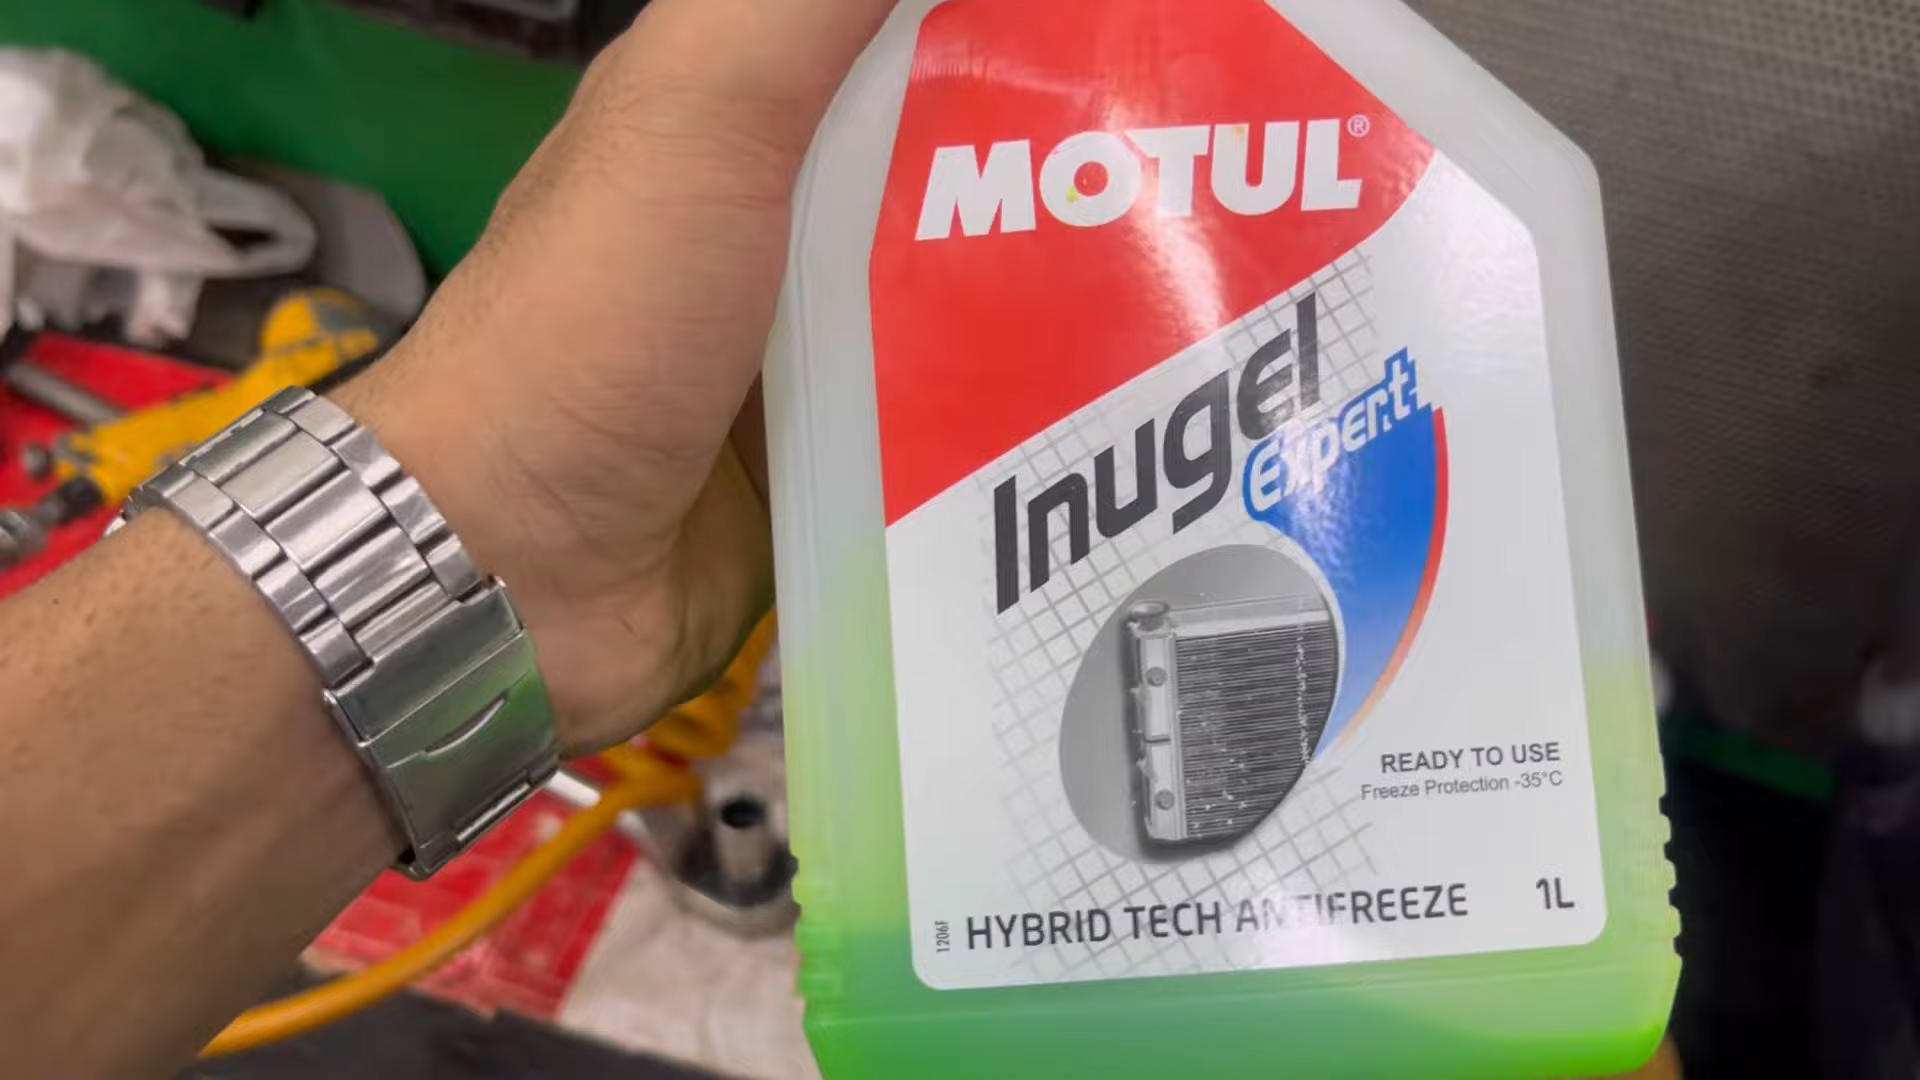 MOTUL®
Inugel
Expert
READY TO USE
Freeze Protection -35°C
HYBRID TECH ANTIFREEZE 1L
1206F